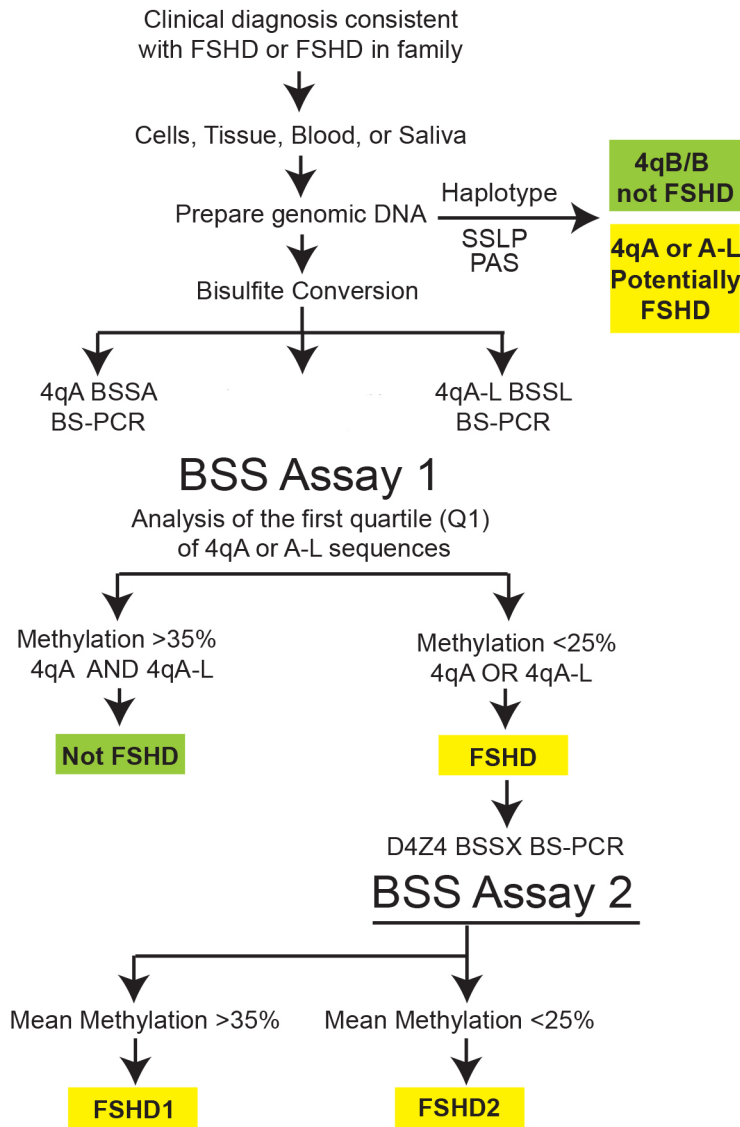 Clinical diagnosis consistent
with FSHD or FSHD in family
Cells, Tissue, Blood, or Saliva
Prepare genomic DNA
Haplotype
SSLP
PAS
4qB/B
not FSHD
4qA or A-L
Potentially
FSHD
Bisulfite Conversion
4qA BSSA
BS-PCR
4qA-L BSSL
BS-PCR
BSS Assay 1
Analysis of the first quartile (Q1)
of 4qA or A-L sequences
Methylation >35%
4qA AND 4qA-L
Not FSHD
Methylation <25%
4qA OR 4qA-L
FSHD
D4Z4 BSSX BS-PCR
BSS Assay 2
Mean Methylation >35%
Mean Methylation <25%
FSHD1
FSHD2